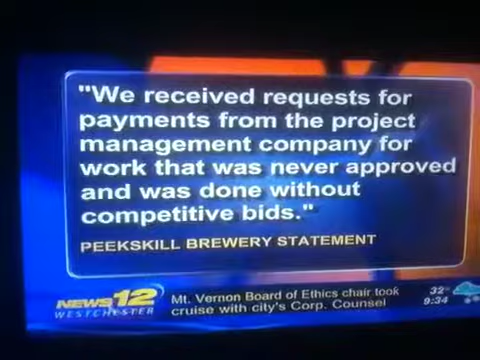 "We received requests for
payments from the project
management company for
work that was never approved
and was done without
competitive bids."
PEEKSKILL BREWERY STATEMENT
NEWS 12
WESTCHESTER
Mt. Vernon Board of Ethics chair took
cruise with city's Corp. Counsel
32°
9:34